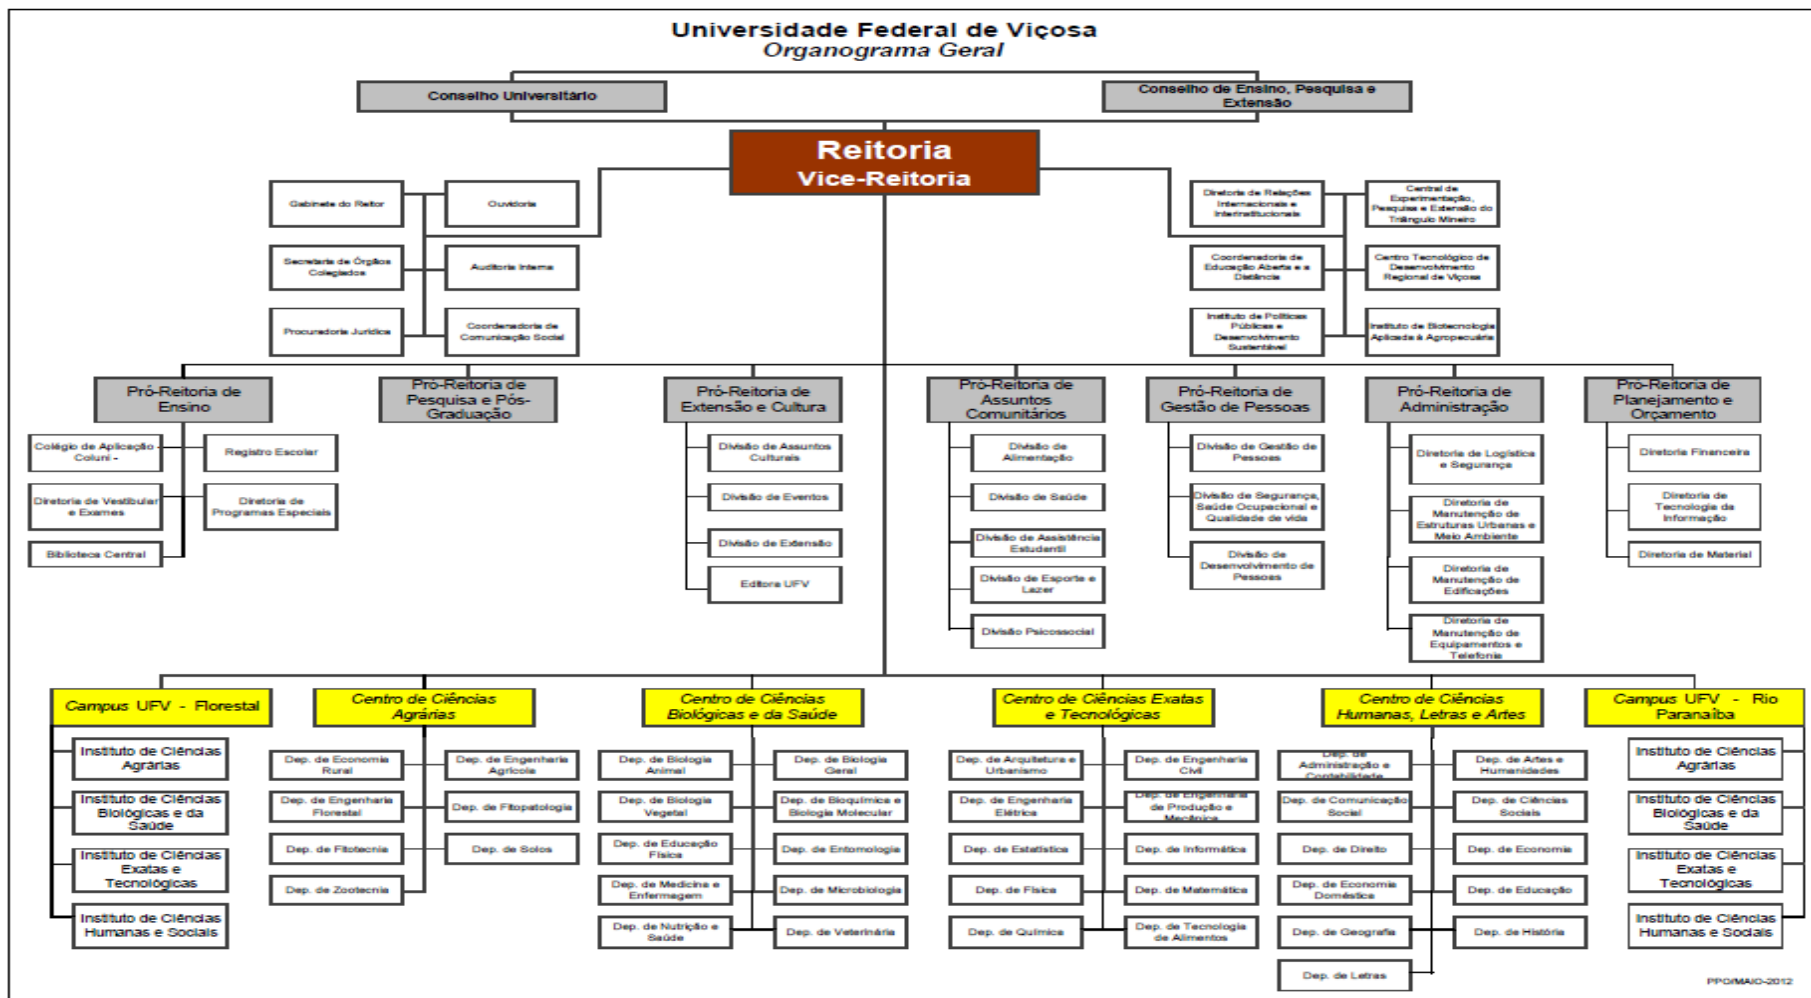 Universidade Federal de Viçosa
Organograma Geral
Conselho Universitário
Conselho de Ensino, Pesquisa e
Extensão
Reitoria
Vice-Reitoria
Gabinete do Reitor
Ouvidoria
Secretaria de Órgãos
Colegiados
Auditoria Interna
Procuradoria Jurídica
Coordenadoria de
Comunicação Social
Diretoria de Relações
Internacionais e
Interinstitucionais
Central de
Experimentação,
Pesquisa e Extensão do
Triângulo Mineiro
Coordenadoria de
Educação Aberta e a
Distância
Centro Tecnológico de
Desenvolvimento
Regional de Viçosa
Instituto de Políticas
Públicas e
Desenvolvimento
Sustentável
Instituto de Biotecnologia
Aplicada à Agropecuária
Pró-Reitoria de
Ensino
Pró-Reitoria de
Pesquisa e Pós-
Graduação
Pró-Reitoria de
Extensão e Cultura
Pró-Reitoria de
Assuntos
Comunitários
Pró-Reitoria de
Gestão de Pessoas
Pró-Reitoria de
Administração
Pró-Reitoria de
Planejamento e
Orçamento
Colégio de Aplicação -
Coluni -
Registro Escolar
Diretoria de Vestibular
e Exames
Diretoria de
Programas Especiais
Biblioteca Central
Divisão de Assuntos
Culturais
Divisão de Eventos
Divisão de Extensão
Editora UFV
Divisão de
Alimentação
Divisão de Saúde
Divisão de Assistência
Estudantil
Divisão de Esporte e
Lazer
Divisão Psicossocial
Divisão de Gestão de
Pessoas
Divisão de Segurança,
Saúde Ocupacional e
Qualidade de vida
Divisão de
Desenvolvimento de
Pessoas
Diretoria de Logística
e Segurança
Diretoria de
Manutenção de
Estruturas Urbanas e
Meio Ambiente
Diretoria de
Manutenção de
Edificações
Diretoria de
Manutenção de
Equipamentos e
Telefonia
Diretoria Financeira
Diretoria de
Tecnologia da
Informação
Diretoria de Material
Campus UFV - Florestal
Centro de Ciências
Agrárias
Centro de Ciências
Biológicas e da Saúde
Centro de Ciências Exatas
e Tecnológicas
Centro de Ciências
Humanas, Letras e Artes
Campus UFV - Rio
Paranaíba
Instituto de Ciências
Agrárias
Instituto de Ciências
Biológicas e da
Saúde
Instituto de Ciências
Exatas e
Tecnológicas
Instituto de Ciências
Humanas e Sociais
Dep. de Economia
Rural
Dep. de Engenharia
Agrícola
Dep. de Engenharia
Florestal
Dep. de Fitopatologia
Dep. de Fitotecnia
Dep. de Solos
Dep. de Zootecnia
Dep. de Biologia
Animal
Dep. de Biologia
Geral
Dep. de Biologia
Vegetal
Dep. de Bioquímica e
Biologia Molecular
Dep. de Educação
Física
Dep. de Entomologia
Dep. de Medicina e
Enfermagem
Dep. de Microbiologia
Dep. de Nutrição e
Saúde
Dep. de Veterinária
Dep. de Arquitetura e
Urbanismo
Dep. de Engenharia
Civil
Dep. de Engenharia
Elétrica
Dep. de Engenharia
de Produção e
Mecânica
Dep. de Estatística
Dep. de Informática
Dep. de Física
Dep. de Matemática
Dep. de Química
Dep. de Tecnologia
de Alimentos
Dep. de
Administração e
Contabilidade
Dep. de Artes e
Humanidades
Dep. de Comunicação
Social
Dep. de Ciências
Sociais
Dep. de Direito
Dep. de Economia
Dep. de Economia
Doméstica
Dep. de Educação
Dep. de Geografia
Dep. de História
Dep. de Letras
Instituto de Ciências
Agrárias
Instituto de Ciências
Biológicas e da
Saúde
Instituto de Ciências
Exatas e
Tecnológicas
Instituto de Ciências
Humanas e Sociais
PPO/MAIO-2012